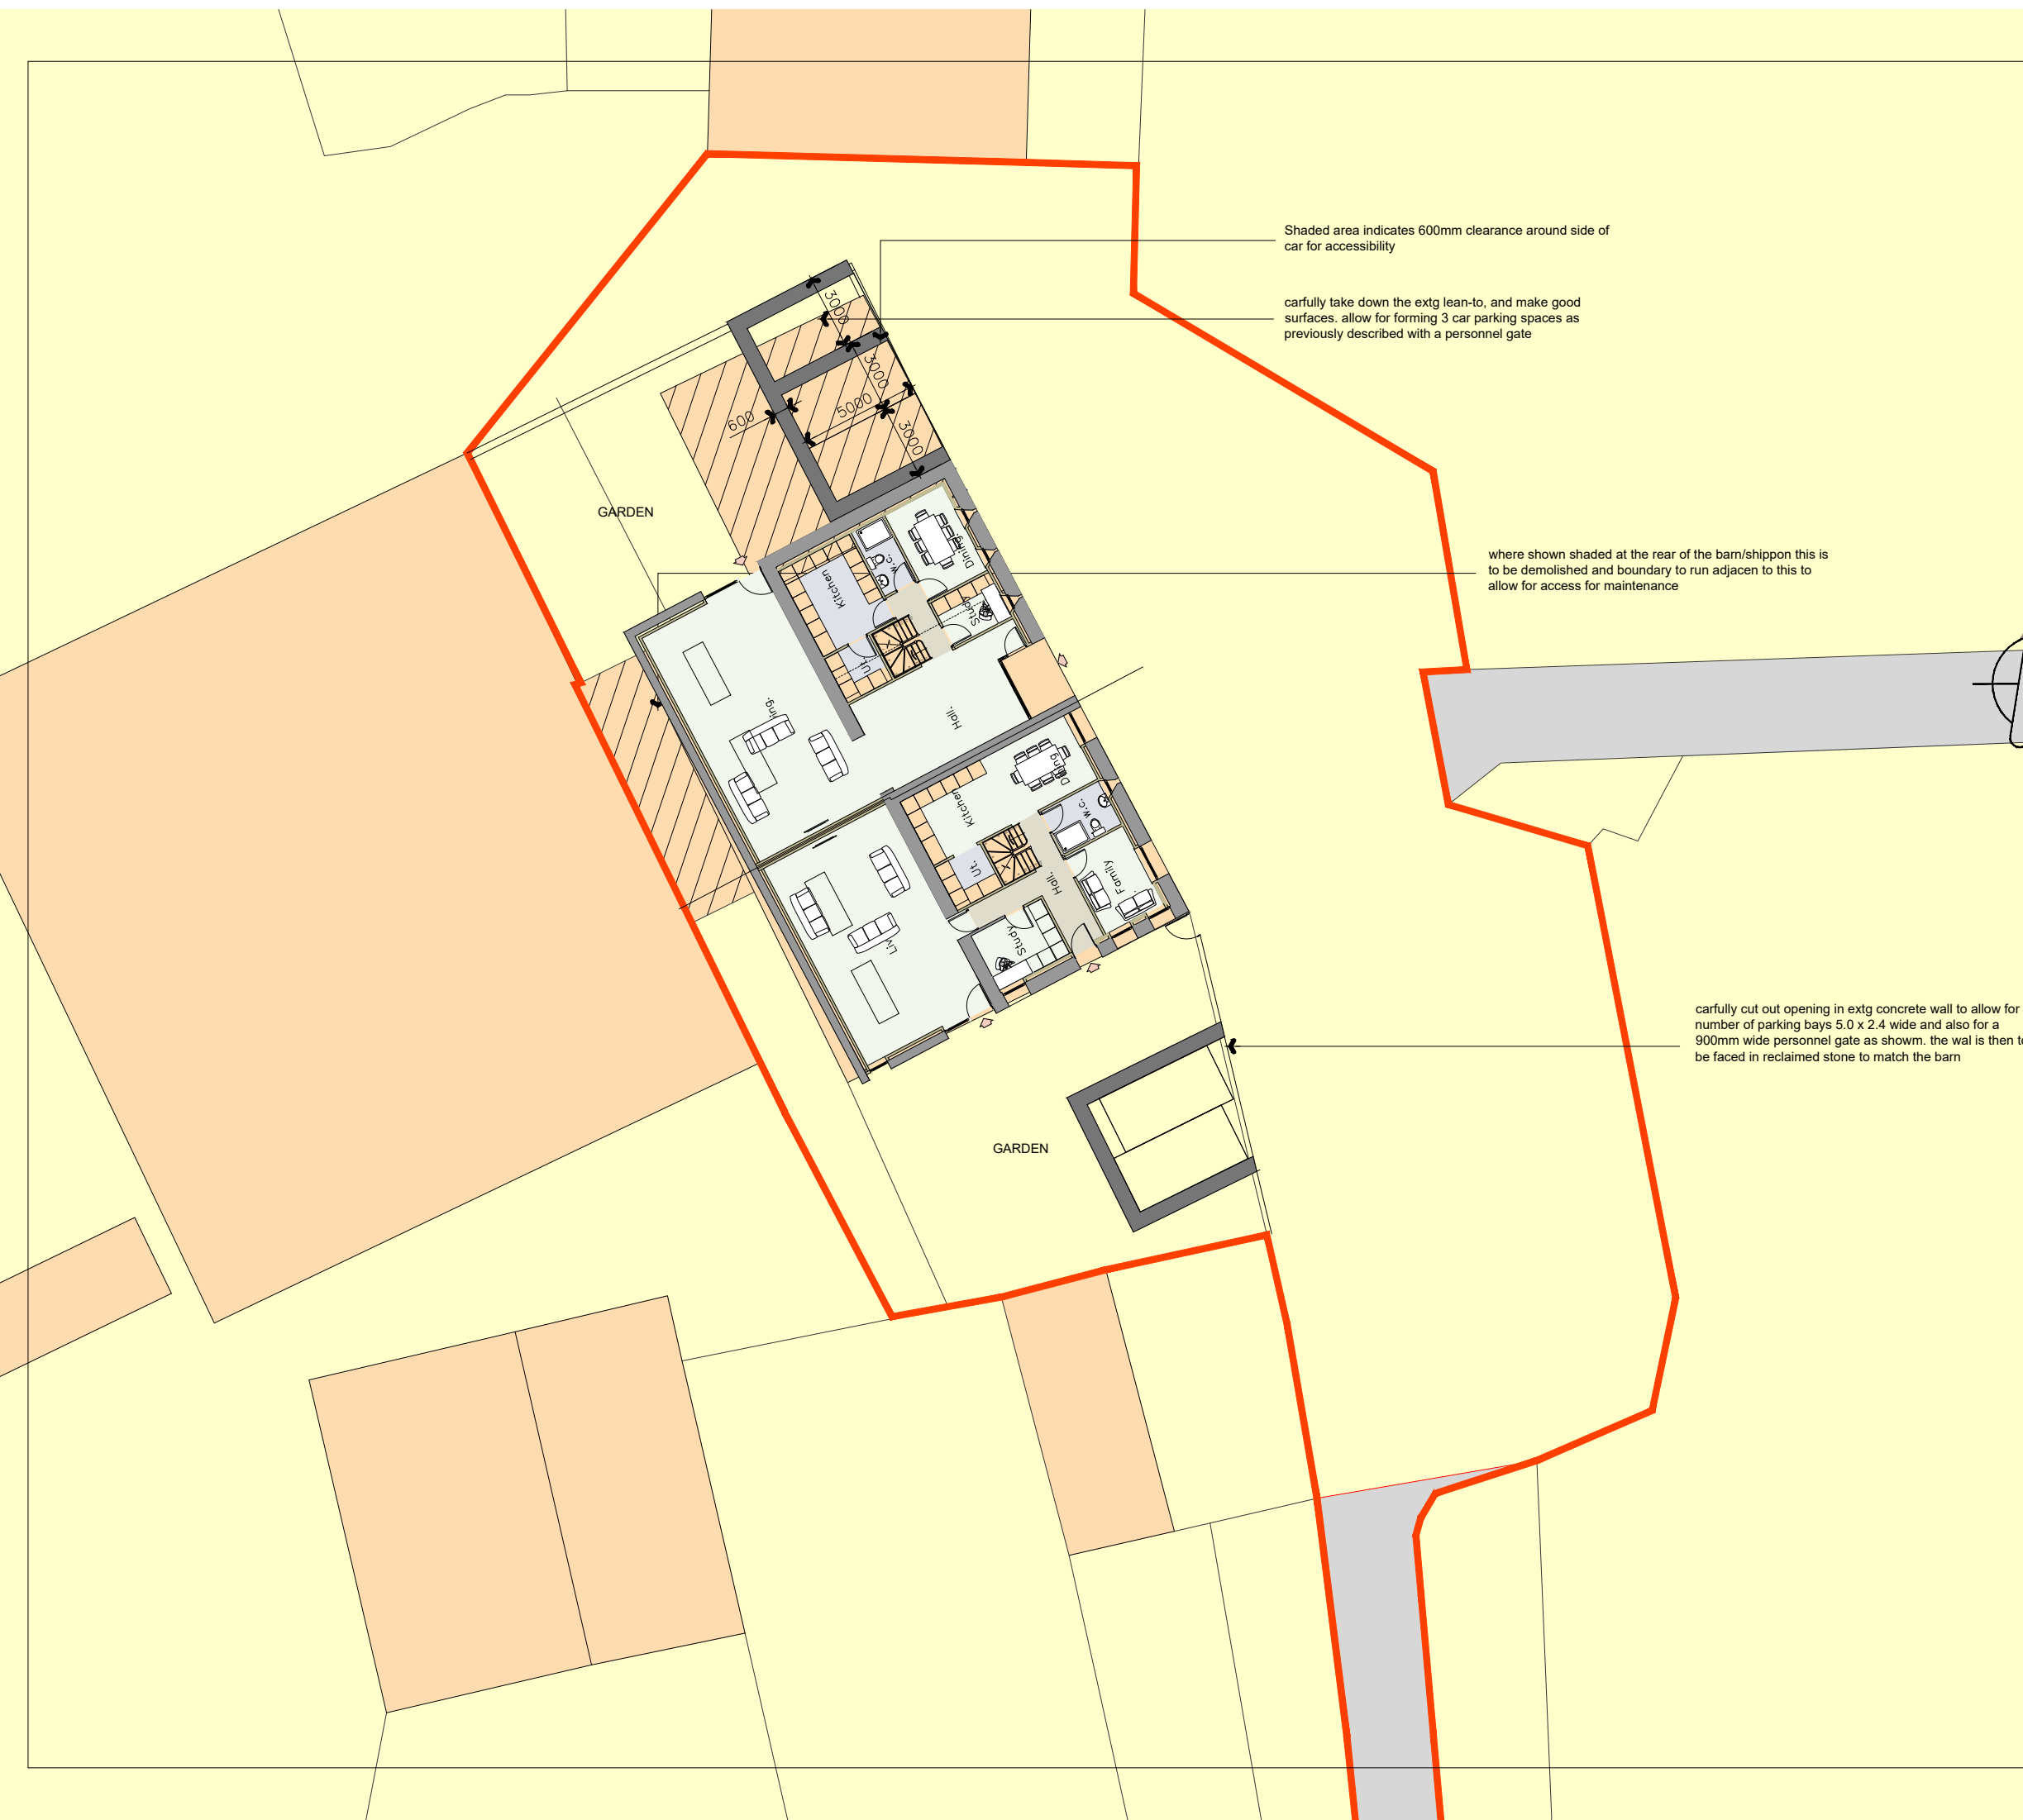 Shaded area indicates 600mm clearance around side of
car for accessibility
carfully take down the extg lean-to, and make good
surfaces. allow for forming 3 car parking spaces as
previously described with a personnel gate
3000
3000
5000
600
3000
GARDEN
where shown shaded at the rear of the barn/shippon this is
to be demolished and boundary to run adjacen to this to
allow for access for maintenance
Dining.
w.c.
Kitchen
Study
Ut.
ing.
Hall.
Dining
Kitchen
w.c.
Ut.
Hall.
Family
Study
Liv
carfully cut out opening in extg concrete wall to allow for
number of parking bays 5.0 x 2.4 wide and also for a
900mm wide personnel gate as showm. the wal is then t
be faced in reclaimed stone to match the barn
GARDEN